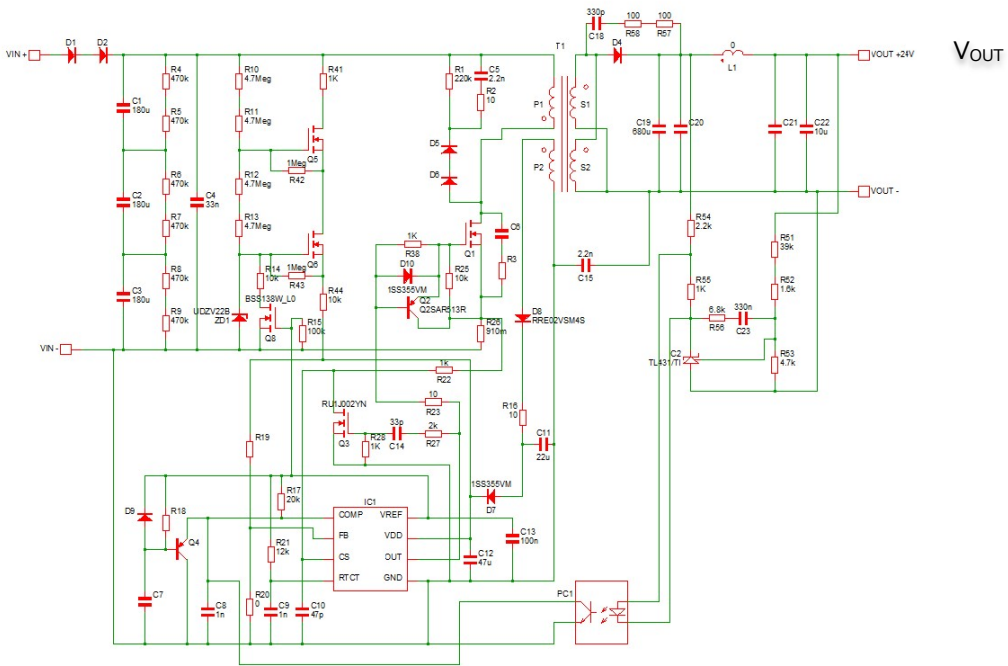 330p
C18
100
R58
100
R57
VOUT
VIN +
D1
D2
T1
D4
0
L1
VOUT +24V
R4
470k
R10
4.7Meg
R41
1K
R1
220k
C5
2.2n
R2
10
P1
S1
C1
180u
R5
470k
R11
4.7Meg
Q5
C19
680u
C20
C21
C22
10u
D5
D6
P2
S2
1Meg
R42
C2
180u
R6
470k
C4
33n
R12
4.7Meg
VOUT -
R7
470k
R13
4.7Meg
Q6
1K
R38
Q1
C6
R3
R54
2.2k
R51
39k
2.2n
C15
C3
180u
R8
470k
R14
10k
1Meg
R43
D10
1SS355VM
R25
10k
R55
1K
R52
1.6k
BSS138W_L0
R44
10k
Q2
Q2SAR513R
R9
470k
UDZV22B
ZD1
Q8
R15
100k
R26
910m
D8
RRE02VSM4S
6.8k
R56
330n
C23
VIN -
C2
TL431/TI
R53
4.7k
1k
R22
RU1J002YN
10
R23
R16
10
Q3
R28
1K
33p
C14
2k
R27
C11
22u
R19
1SS355VM
D7
R17
20k
IC1
COMP
VREF
FB
VDD
CS
OUT
RTCT
GND
D9
R18
Q4
R21
12k
C13
100n
C12
47u
C7
C8
1n
R20
0
C9
1n
C10
47p
PC1